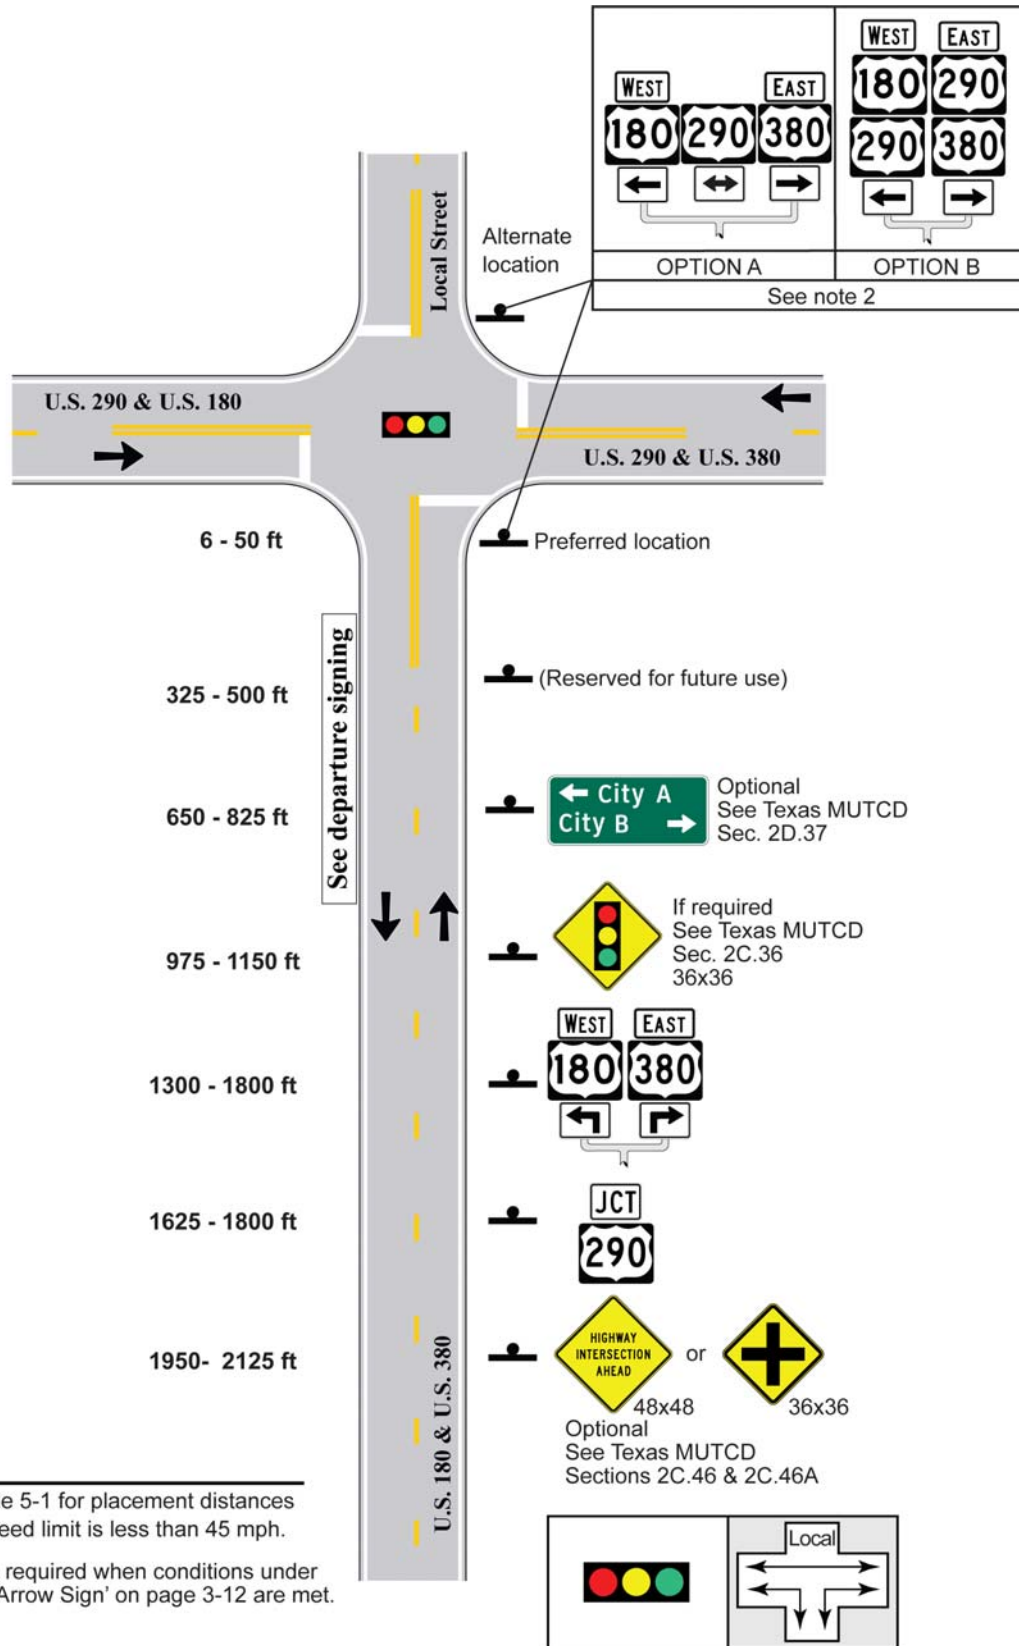 WEST EAST
180 290 380
WEST EAST
180 290
290 380
OPTION A
OPTION B
See note 2
Alternate
location
Local Street
U.S. 290 & U.S. 180
U.S. 290 & U.S. 380
6 - 50 ft
Preferred location
See departure signing
325 - 500 ft
(Reserved for future use)
650 - 825 ft
City A
City B
Optional
See Texas MUTCD
Sec. 2D.37
975 - 1150 ft
If required
See Texas MUTCD
Sec. 2C.36
36x36
1300 - 1800 ft
WEST EAST
180 380
1625 - 1800 ft
JCT
290
1950- 2125 ft
HIGHWAY
INTERSECTION
AHEAD
or
48x48
36x36
Optional
See Texas MUTCD
Sections 2C.46 & 2C.46A
U.S. 180 & U.S. 380
e 5-1 for placement distances
eed limit is less than 45 mph.
required when conditions under
Arrow Sign’ on page 3-12 are met.
Local